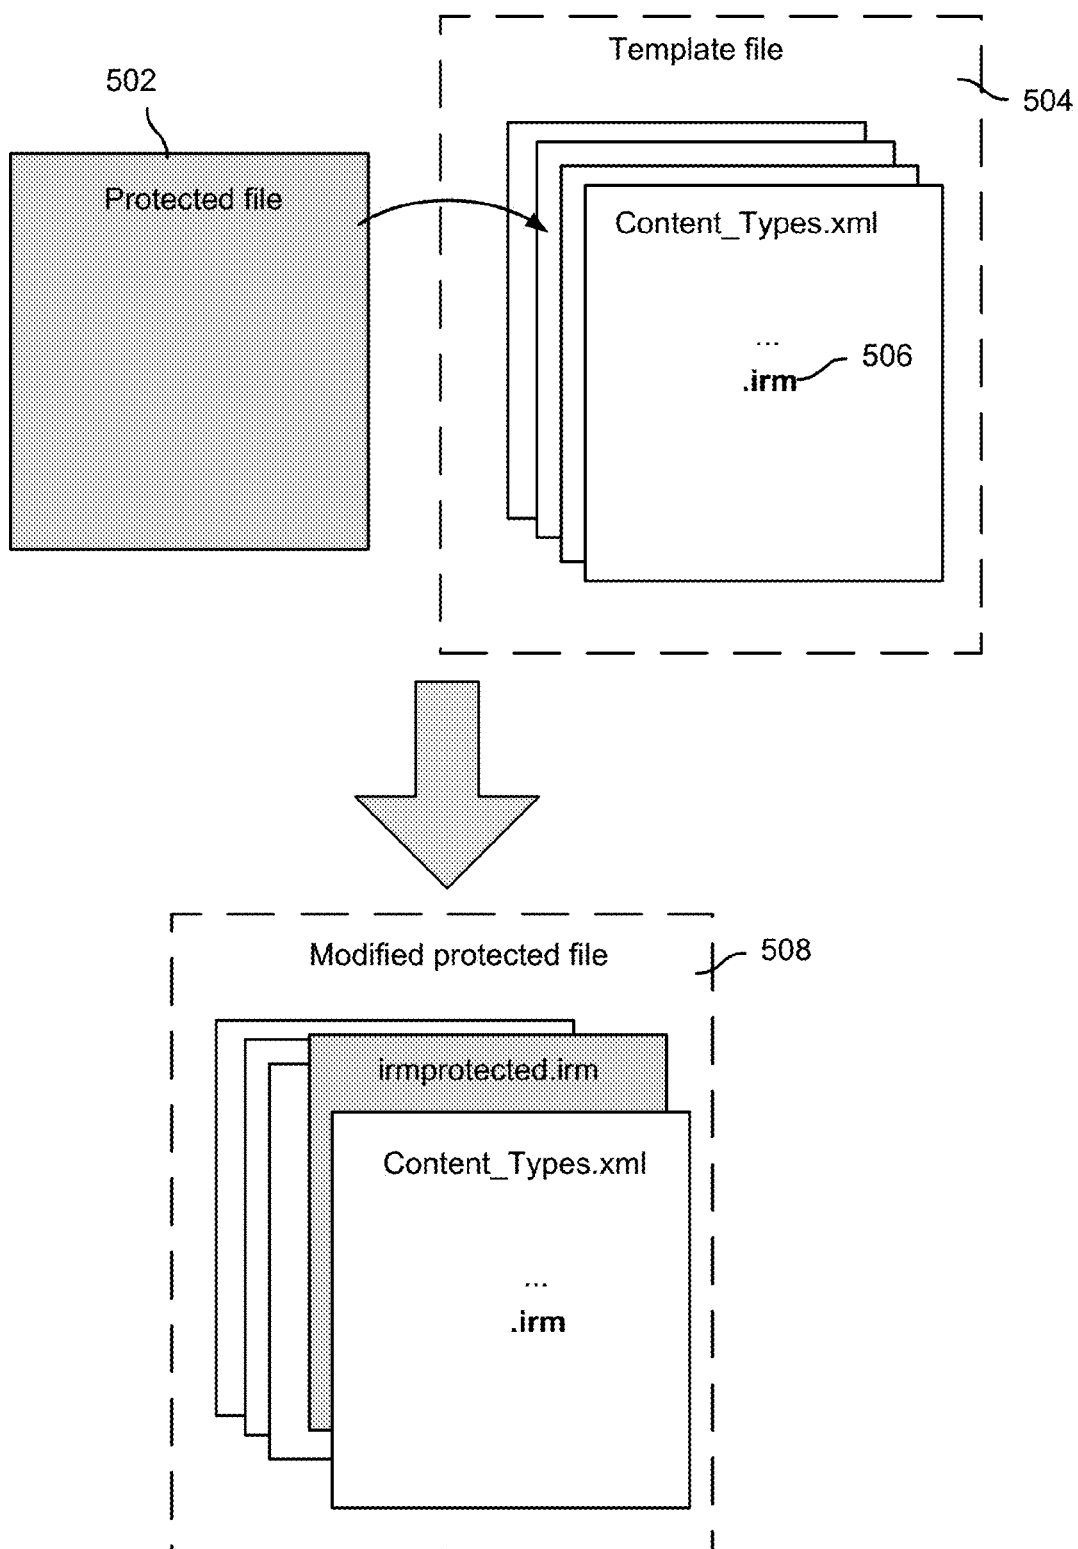 Template file
502
504
Protected file
Content_Types.xml
...
506
.irm
Modified protected file
508
irmprotected.irm
Content_Types.xml
...
.irm